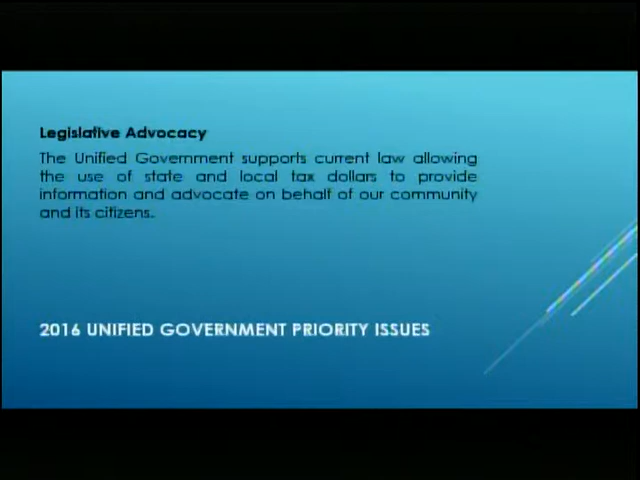 Legislative Advocacy
The Unified Government supports current law allowing
the use of state and local tax dollars to provide
information and advocate on behalf of our community
and its citizens.
2016 UNIFIED GOVERNMENT PRIORITY ISSUES